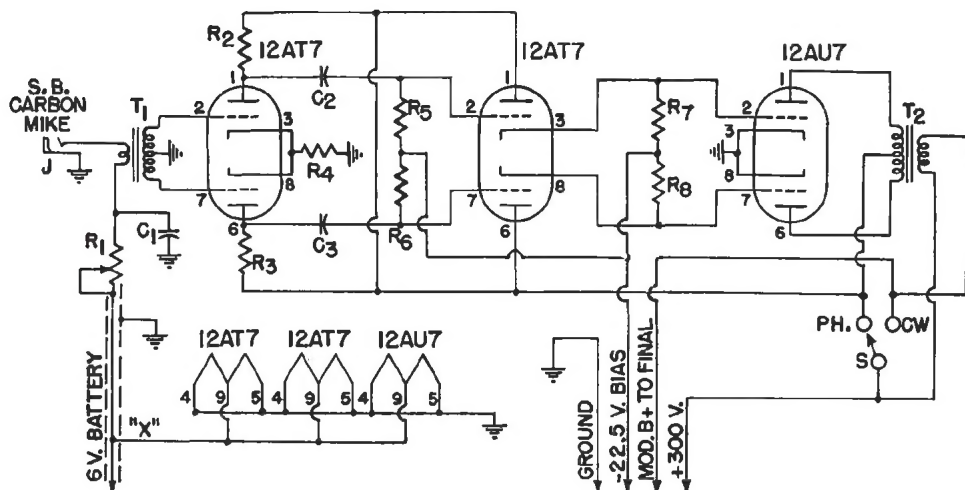 R2
12AT7
12AT7
12AU7
S.B.
CARBON
MIKE
J
T1
1
2
3
7
8
6
R4
C2
C3
R3
R5
R6
1
2
3
7
8
6
R7
R8
1
2
3
7
8
6
T2
C1
R1
6 V. BATTERY
"X"
12AT7
12AT7
12AU7
4
9
5
4
9
5
4
9
5
GROUND
-22.5 V. BIAS
MOD. B+ TO FINAL
+300 V.
PH.
CW
S